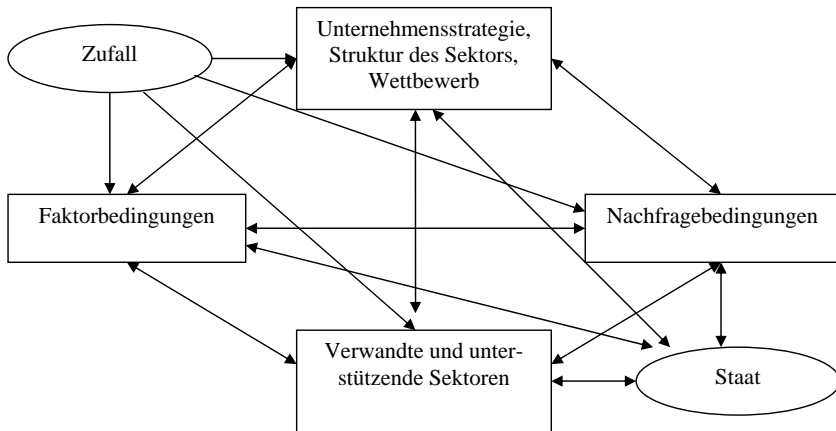 Zufall
Unternehmensstrategie,
Struktur des Sektors,
Wettbewerb
Faktorbedingungen
Nachfragebedingungen
Verwandte und unter-
stützende Sektoren
Staat